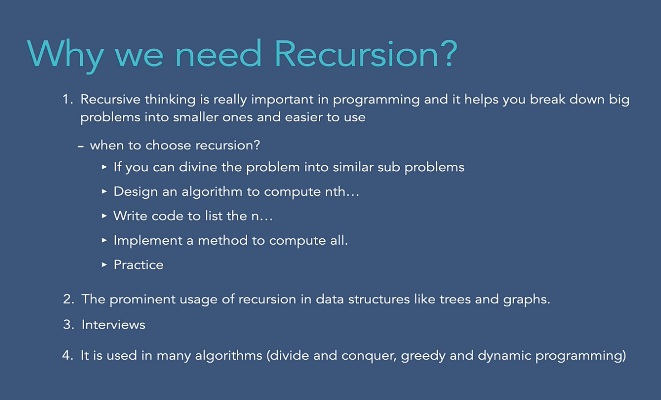 Why we need Recursion?
1. Recursive thinking is really important in programming and it helps you break down big
problems into smaller ones and easier to use
– when to choose recursion?
‣ If you can divine the problem into similar sub problems
‣ Design an algorithm to compute nth…
‣ Write code to list the n…
‣ Implement a method to compute all.
‣ Practice
2. The prominent usage of recursion in data structures like trees and graphs.
3. Interviews
4. It is used in many algorithms (divide and conquer, greedy and dynamic programming)